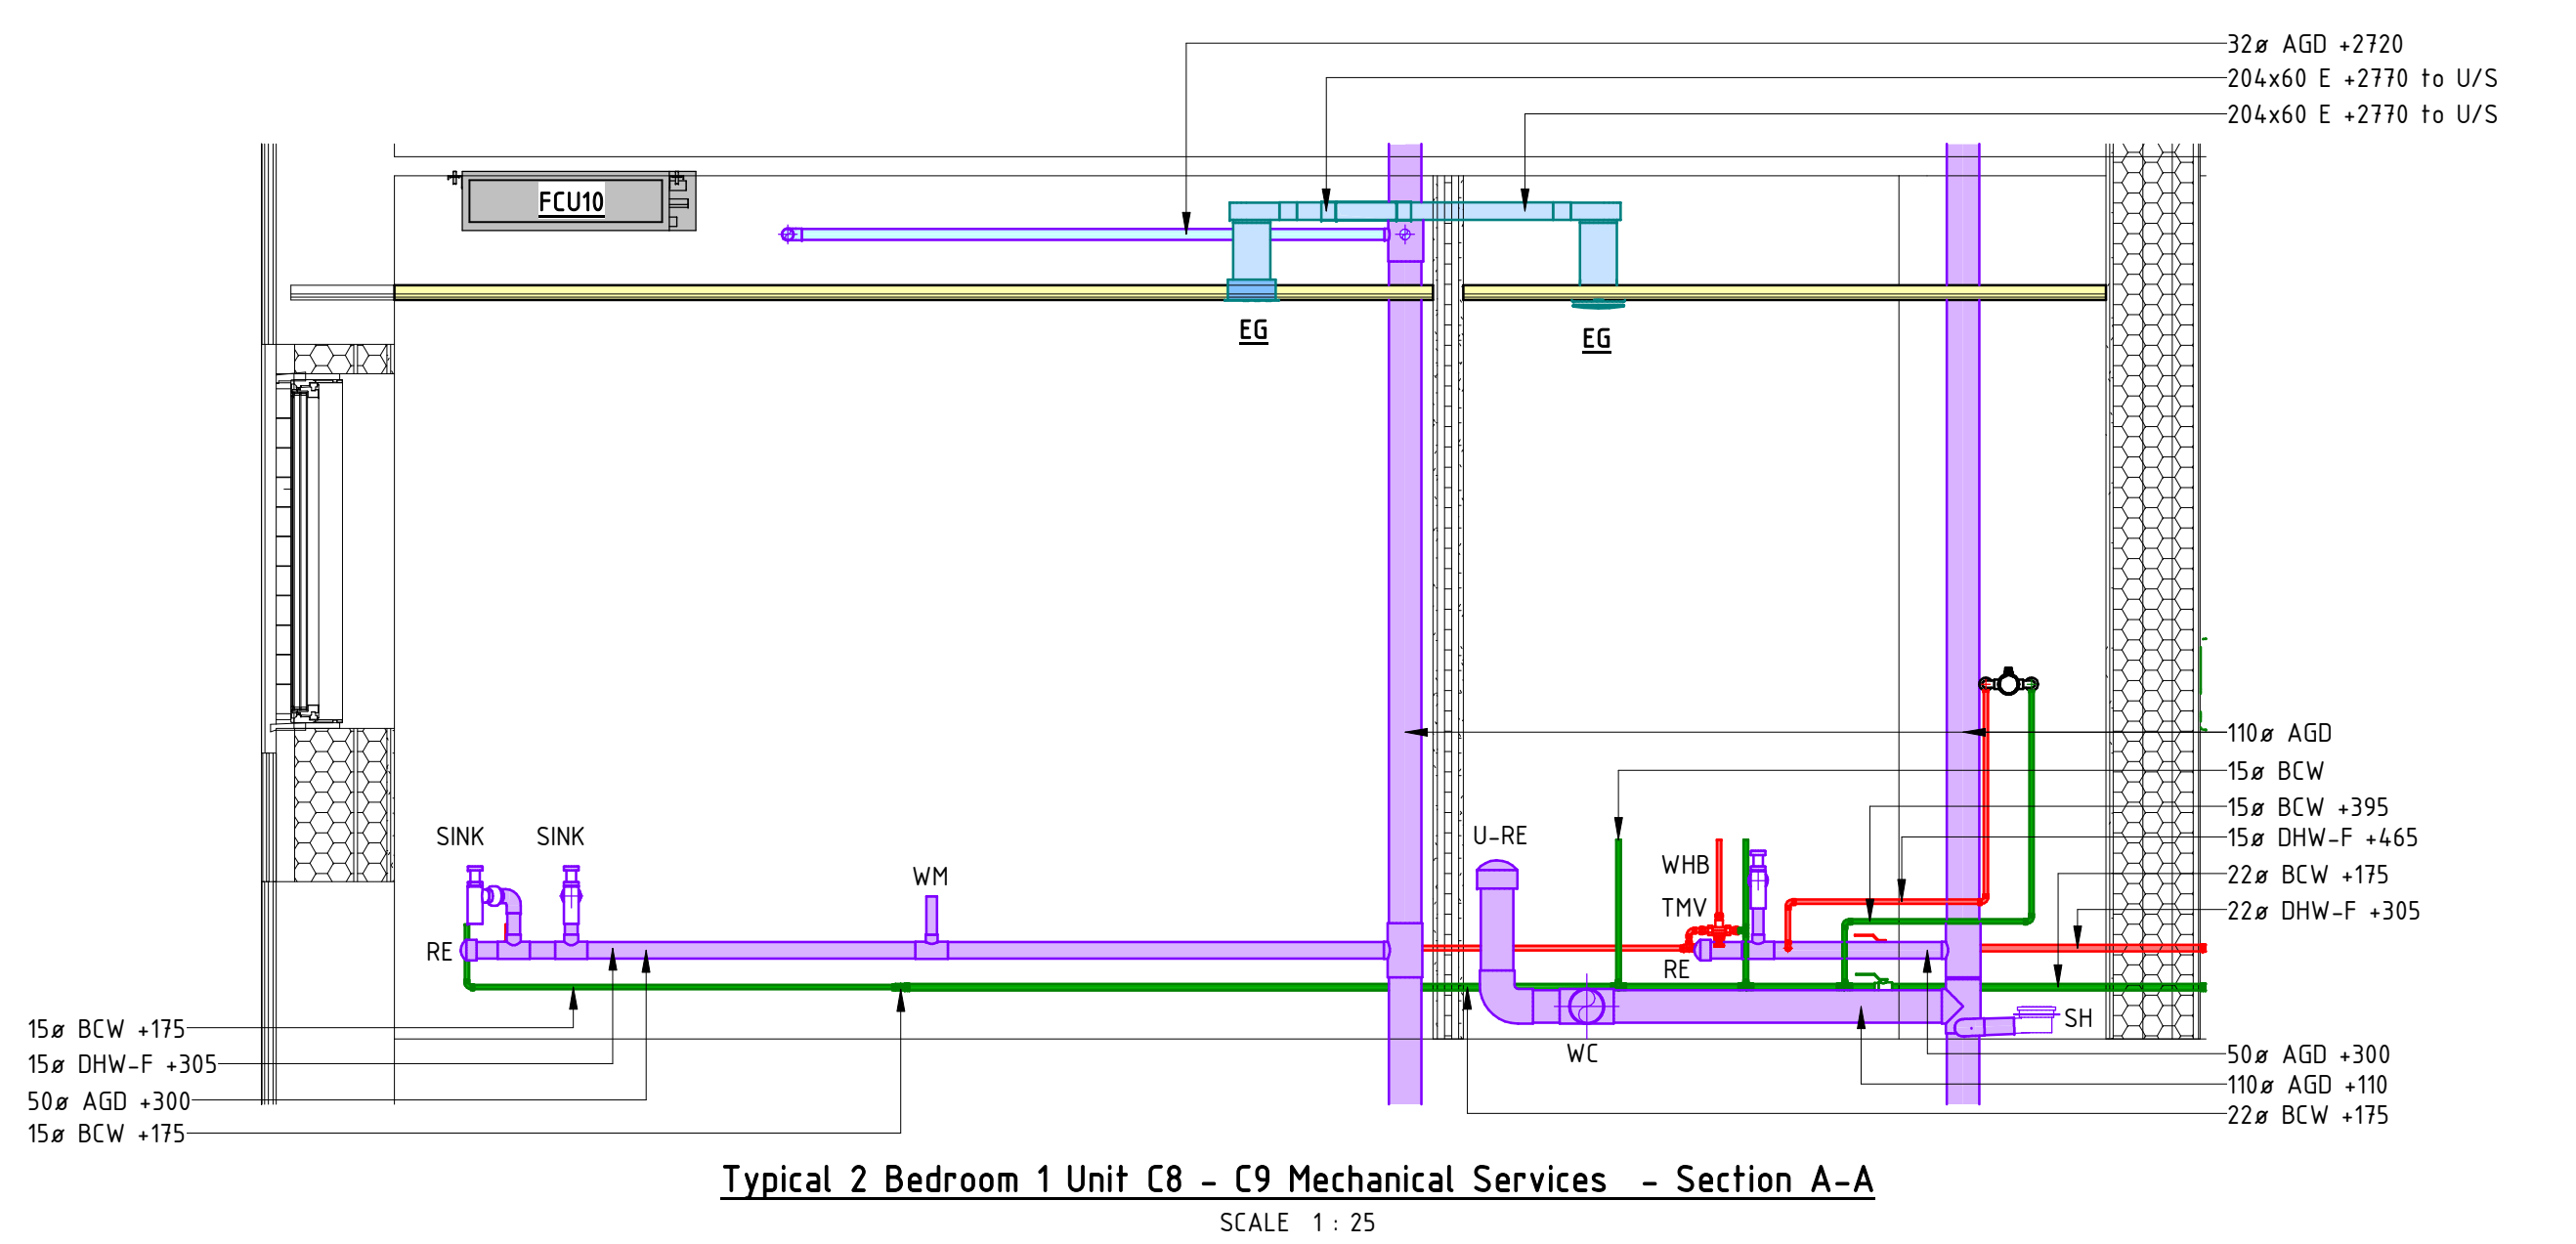 32ø AGD +2720
204x60 E +2770 to U/S
204x60 E +2770 to U/S
FCU10
EG
EG
110ø AGD
15ø BCW
15ø BCW +395
15ø DHW-F +465
22ø BCW +175
22ø DHW-F +305
SINK
SINK
WM
U-RE
WHB
TMV
RE
RE
SH
WC
15ø BCW +175
15ø DHW-F +305
50ø AGD +300
15ø BCW +175
50ø AGD +300
110ø AGD +110
22ø BCW +175
Typical 2 Bedroom 1 Unit C8 - C9 Mechanical Services - Section A-A
SCALE 1 : 25